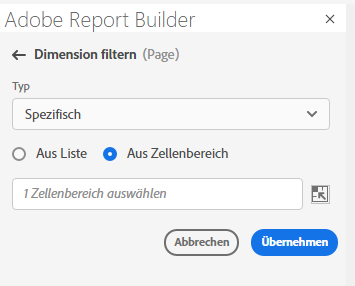 Adobe Report Builder
Dimension filtern (Page)
Typ
Spezifisch
Aus Liste Aus Zellenbereich
1 Zellenbereich auswählen
Abbrechen Übernehmen